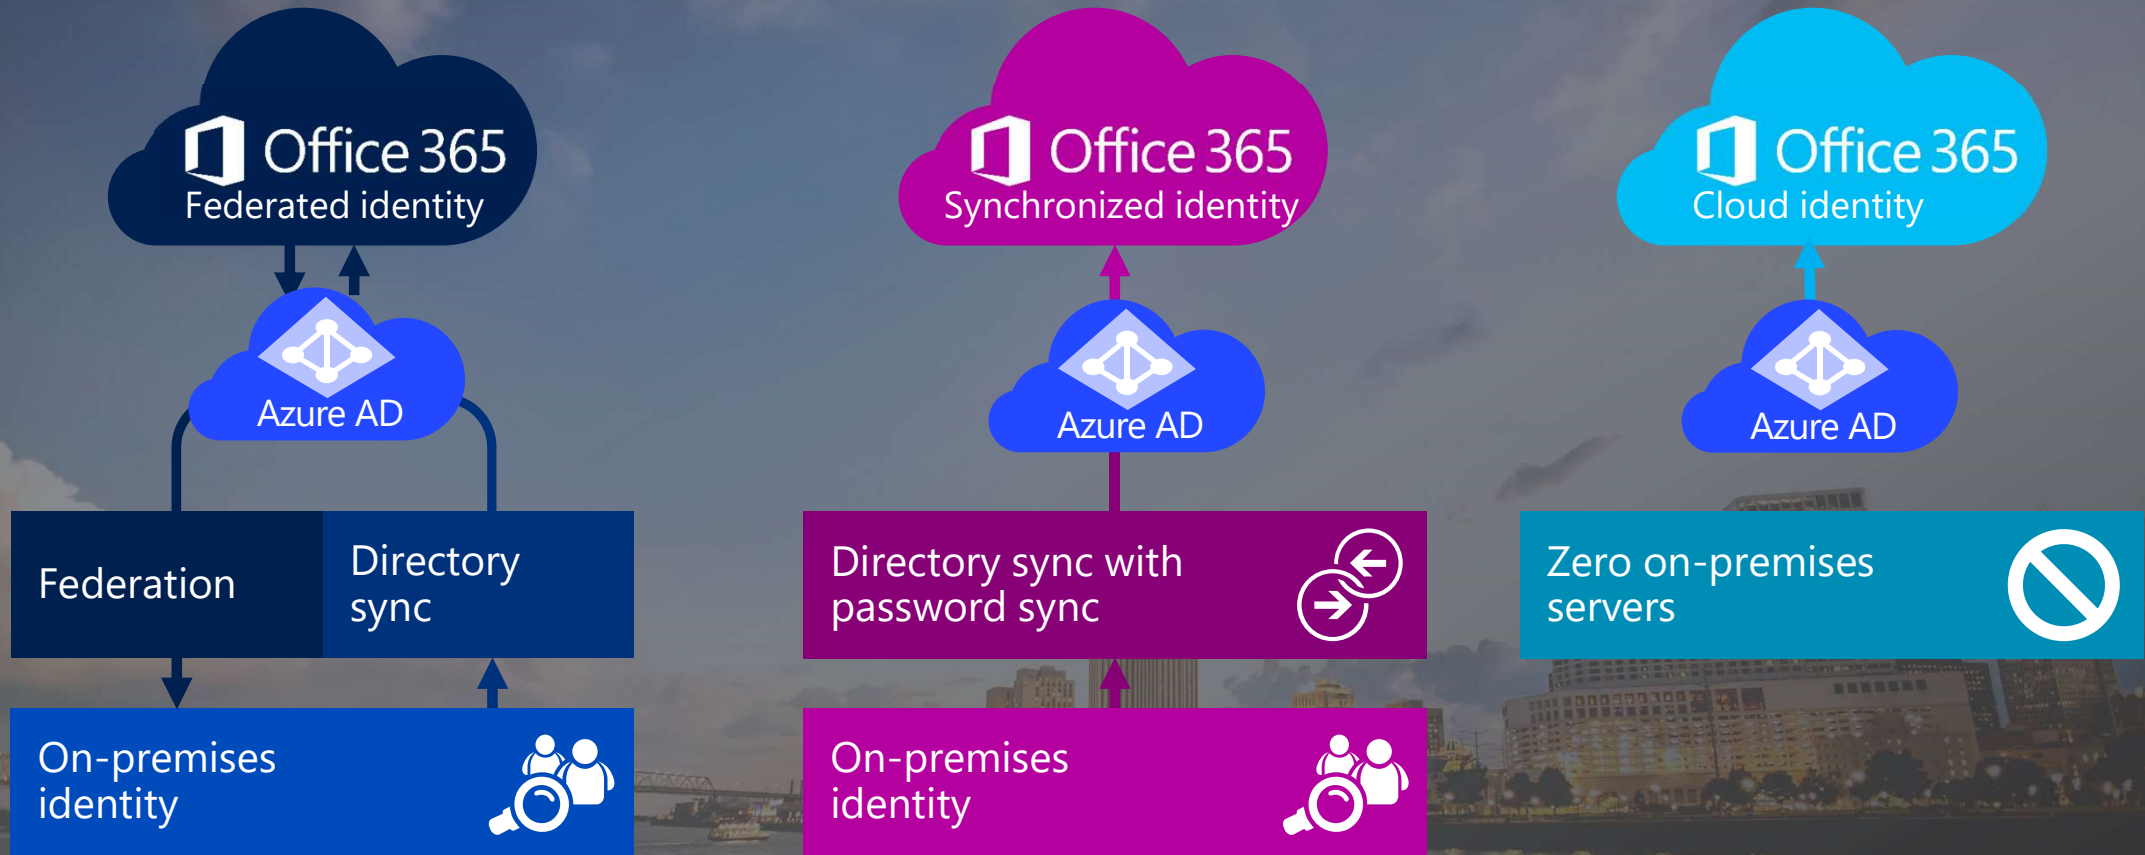 Office 365
Federated identity
Azure AD
Federation
Directory
sync
On-premises
identity
Office 365
Synchronized identity
Azure AD
Directory sync with
password sync
On-premises
identity
Office 365
Cloud identity
Azure AD
Zero on-premises
servers